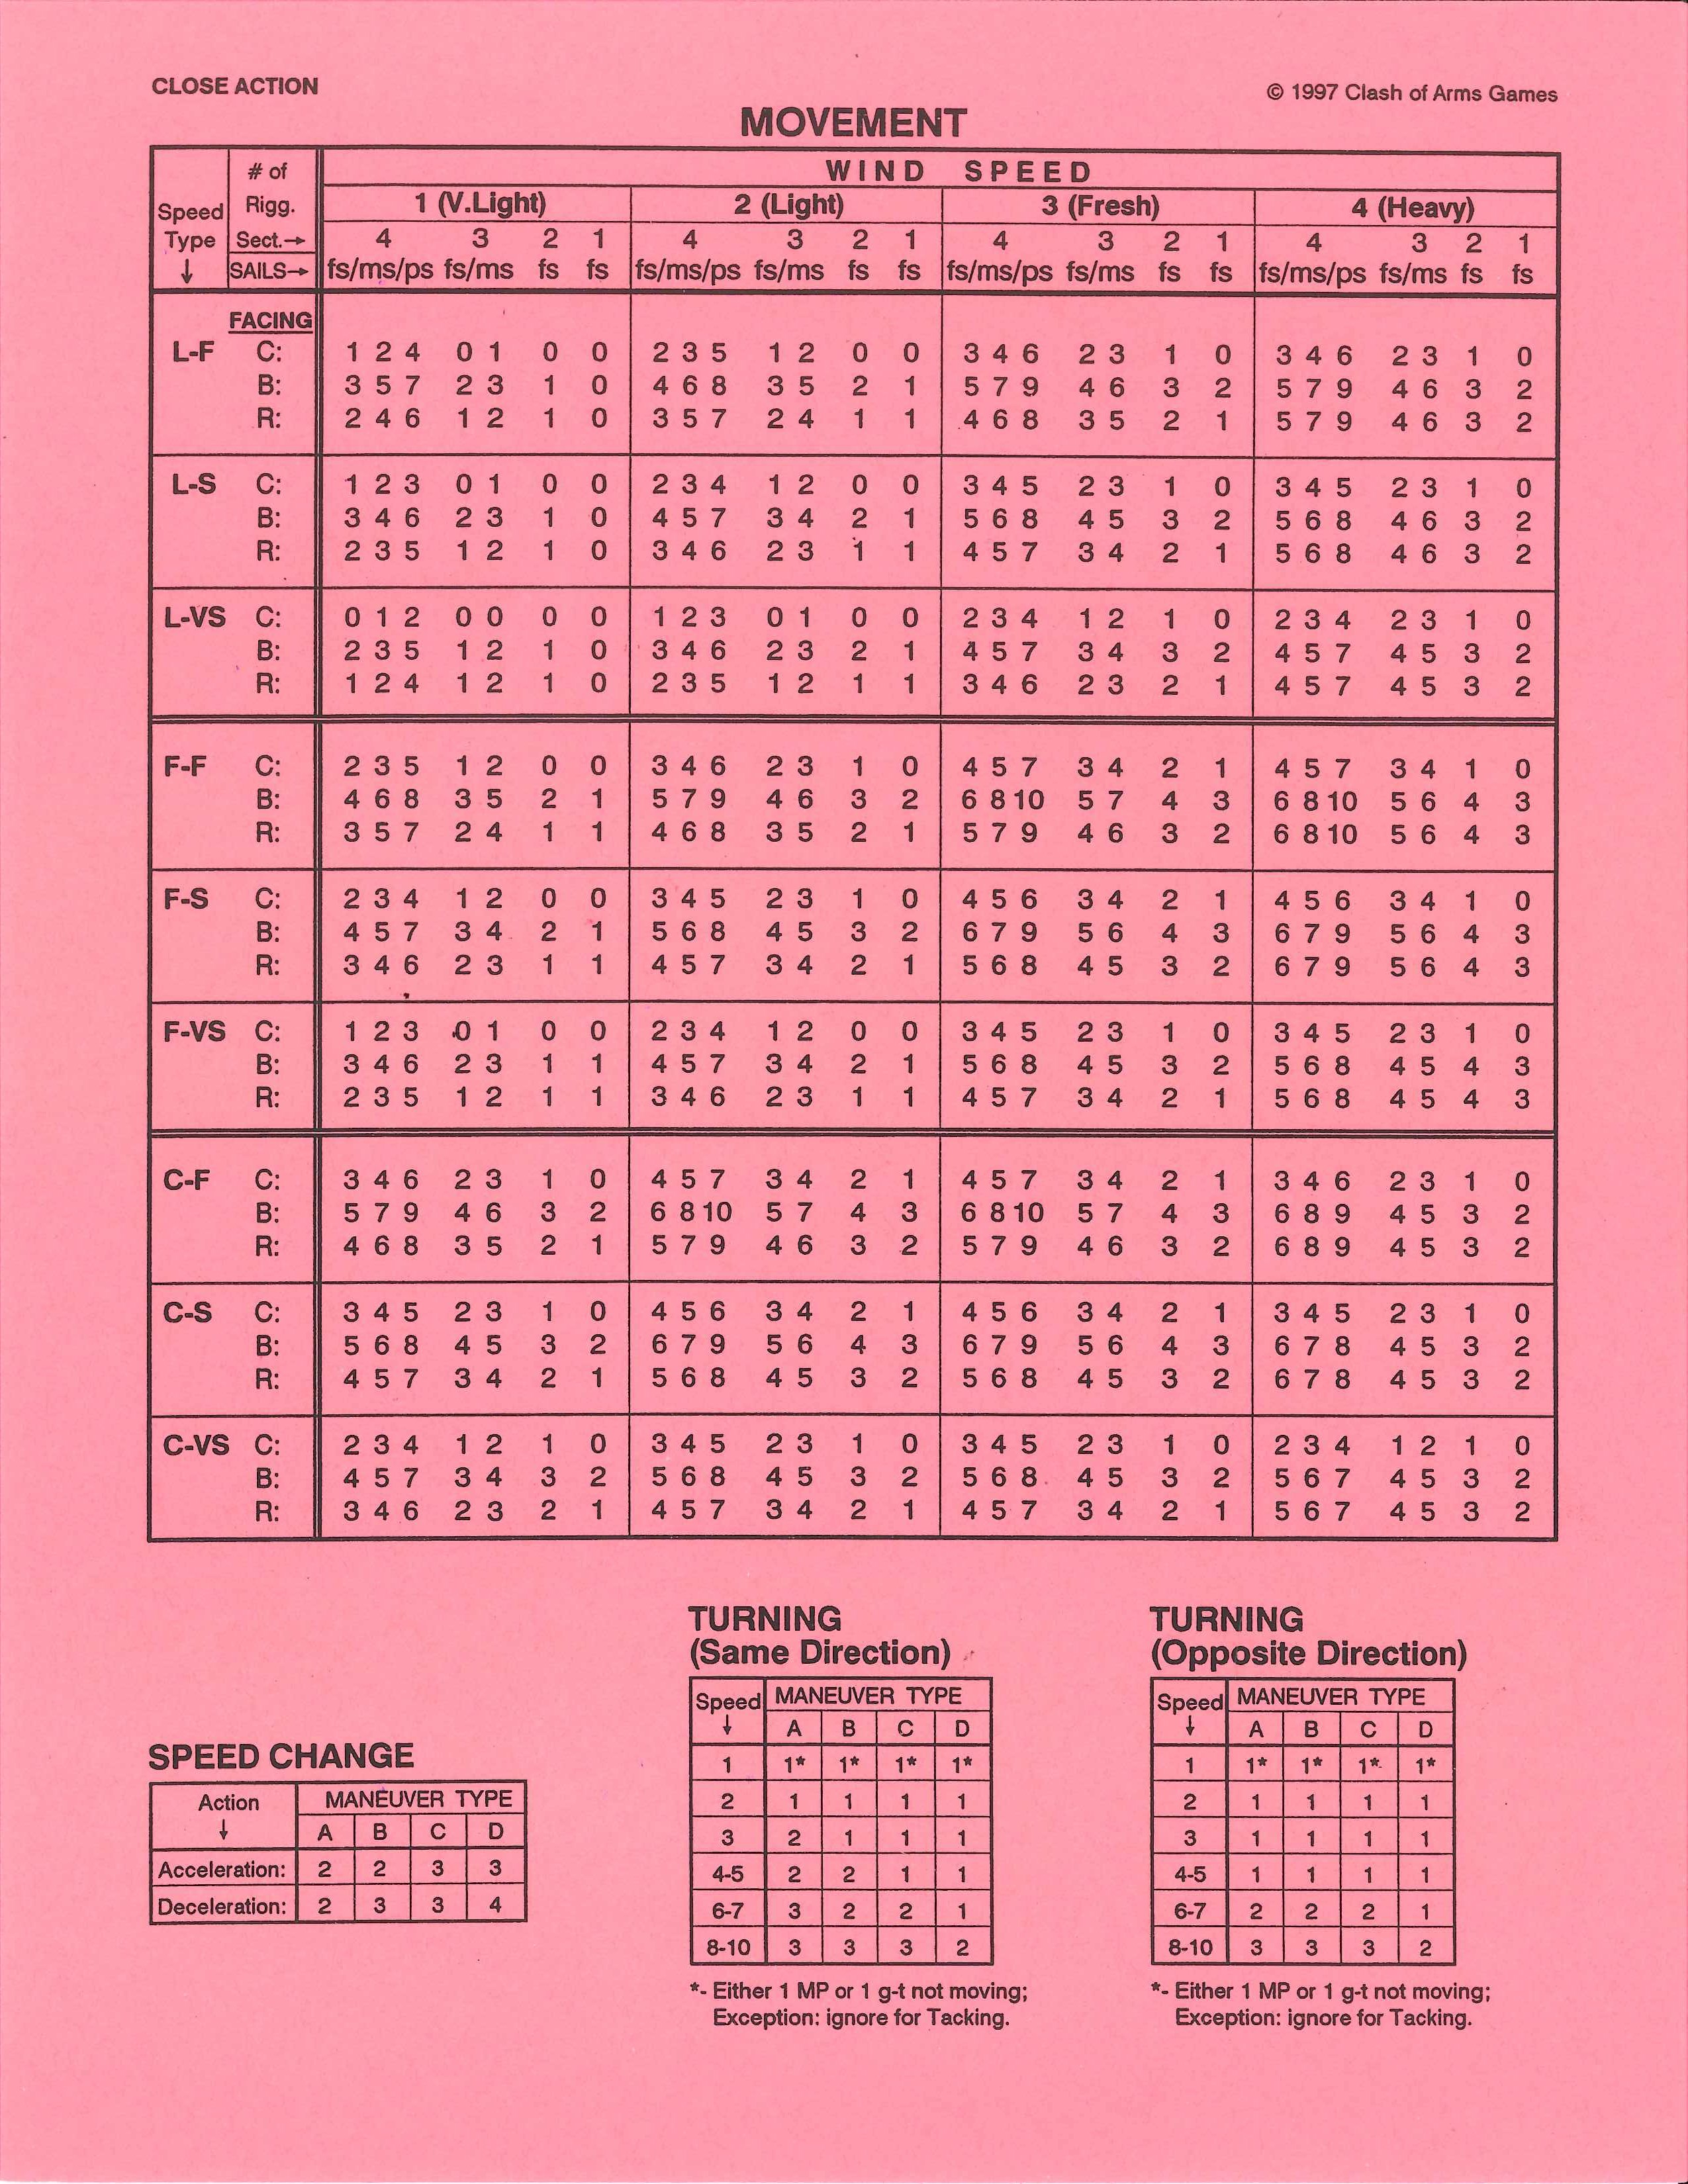 CLOSE ACTION
© 1997 Clash of Arms Games
MOVEMENT
Speed Type ↓ # of Rigg. Sect.→ WIND SPEED
1 (V.Light) 2 (Light) 3 (Fresh) 4 (Heavy)
4 3 2 1 4 3 2 1 4 3 2 1 4 3 2 1
SAILS→ fs/ms/ps fs/ms fs fs fs/ms/ps fs/ms fs fs fs/ms/ps fs/ms fs fs fs/ms/ps fs/ms fs fs
FACING
L-F C: 1 2 4 0 1 0 0 2 3 5 1 2 0 0 3 4 6 2 3 1 0 3 4 6 2 3 1 0
B: 3 5 7 2 3 1 0 4 6 8 3 5 2 1 5 7 9 4 6 3 2 5 7 9 4 6 3 2
R: 2 4 6 1 2 1 0 3 5 7 2 4 1 1 4 6 8 3 5 2 1 5 7 9 4 6 3 2
L-S C: 1 2 3 0 1 0 0 2 3 4 1 2 0 0 3 4 5 2 3 1 0 3 4 5 2 3 1 0
B: 3 4 6 2 3 1 0 4 5 7 3 4 2 1 5 6 8 4 5 3 2 5 6 8 4 6 3 2
R: 2 3 5 1 2 1 0 3 4 6 2 3 1 1 4 5 7 3 4 2 1 5 6 8 4 6 3 2
L-VS C: 0 1 2 0 0 0 0 1 2 3 0 1 0 0 2 3 4 1 2 1 0 2 3 4 2 3 1 0
B: 2 3 5 1 2 1 0 3 4 6 2 3 2 1 4 5 7 3 4 3 2 4 5 7 4 5 3 2
R: 1 2 4 1 2 1 0 2 3 5 1 2 1 1 3 4 6 2 3 2 1 4 5 7 4 5 3 2
F-F C: 2 3 5 1 2 0 0 3 4 6 2 3 1 0 4 5 7 3 4 2 1 4 5 7 3 4 1 0
B: 4 6 8 3 5 2 1 5 7 9 4 6 3 2 6 8 10 5 7 4 3 6 8 10 5 6 4 3
R: 3 5 7 2 4 1 1 4 6 8 3 5 2 1 5 7 9 4 6 3 2 6 8 10 5 6 4 3
F-S C: 2 3 4 1 2 0 0 3 4 5 2 3 1 0 4 5 6 3 4 2 1 4 5 6 3 4 1 0
B: 4 5 7 3 4 2 1 5 6 8 4 5 3 2 6 7 9 5 6 4 3 6 7 9 5 6 4 3
R: 3 4 6 2 3 1 1 4 5 7 3 4 2 1 5 6 8 4 5 3 2 6 7 9 5 6 4 3
F-VS C: 1 2 3 0 1 0 0 2 3 4 1 2 0 0 3 4 5 2 3 1 0 3 4 5 2 3 1 0
B: 3 4 6 2 3 1 1 4 5 7 3 4 2 1 5 6 8 4 5 3 2 5 6 8 4 5 4 3
R: 2 3 5 1 2 1 1 3 4 6 2 3 1 1 4 5 7 3 4 2 1 5 6 8 4 5 4 3
C-F C: 3 4 6 2 3 1 0 4 5 7 3 4 2 1 4 5 7 3 4 2 1 3 4 6 2 3 1 0
B: 5 7 9 4 6 3 2 6 8 10 5 7 4 3 6 8 10 5 7 4 3 6 8 9 4 5 3 2
R: 4 6 8 3 5 2 1 5 7 9 4 6 3 2 5 7 9 4 6 3 2 6 8 9 4 5 3 2
C-S C: 3 4 5 2 3 1 0 4 5 6 3 4 2 1 4 5 6 3 4 2 1 3 4 5 2 3 1 0
B: 5 6 8 4 5 3 2 6 7 9 5 6 4 3 6 7 9 5 6 4 3 6 7 8 4 5 3 2
R: 4 5 7 3 4 2 1 5 6 8 4 5 3 2 5 6 8 4 5 3 2 6 7 8 4 5 3 2
C-VS C: 2 3 4 1 2 1 0 3 4 5 2 3 1 0 3 4 5 2 3 1 0 2 3 4 1 2 1 0
B: 4 5 7 3 4 3 2 5 6 8 4 5 3 2 5 6 8 4 5 3 2 5 6 7 4 5 3 2
R: 3 4 6 2 3 2 1 4 5 7 3 4 2 1 4 5 7 3 4 2 1 5 6 7 4 5 3 2
SPEED CHANGE
Action ↓ MANEUVER TYPE
A B C D
Acceleration: 2 2 3 3
Deceleration: 2 3 3 4
TURNING
(Same Direction)
Speed ↓ MANEUVER TYPE
A B C D
1 1* 1* 1* 1*
2 1 1 1 1
3 2 1 1 1
4-5 2 2 1 1
6-7 3 2 2 1
8-10 3 3 3 2
*- Either 1 MP or 1 g-t not moving;
Exception: ignore for Tacking.
TURNING
(Opposite Direction)
Speed ↓ MANEUVER TYPE
A B C D
1 1* 1* 1* 1*
2 1 1 1 1
3 1 1 1 1
4-5 1 1 1 1
6-7 2 2 2 1
8-10 3 3 3 2
*- Either 1 MP or 1 g-t not moving;
Exception: ignore for Tacking.